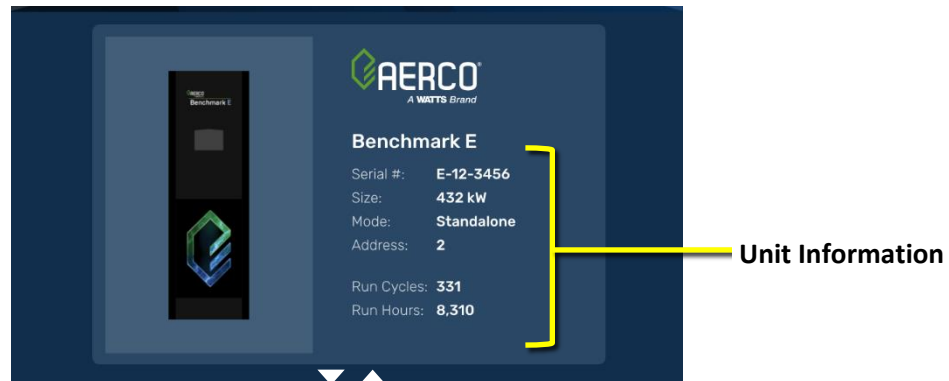 AERCO
Benchmark E
AERCO®
A WATTS Brand
Benchmark E
Serial #: E-12-3456
Size: 432 kW
Mode: Standalone
Address: 2
Run Cycles: 331
Run Hours: 8,310
Unit Information